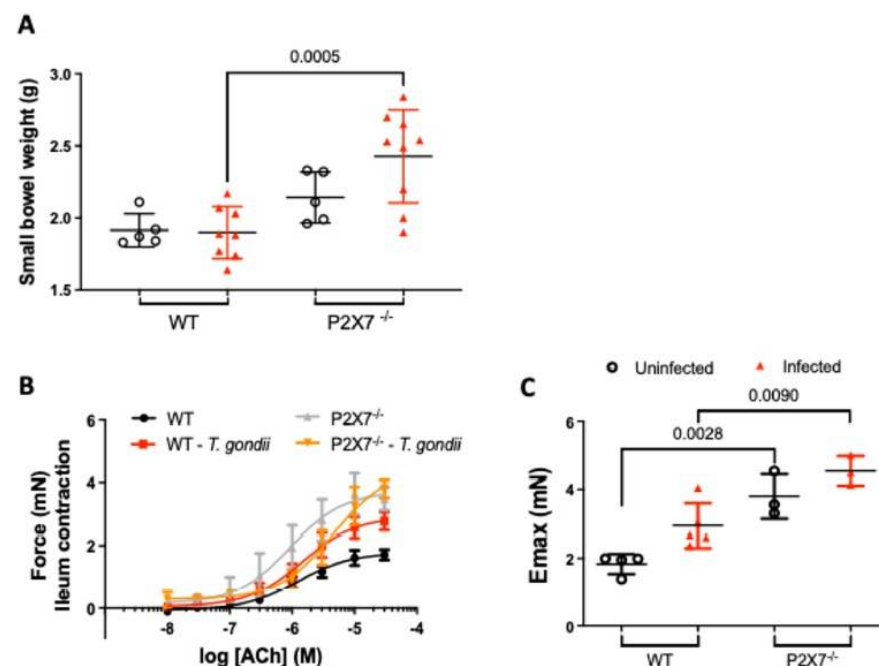 A
0.0005
Small bowel weight (g)
3.0
2.5
2.0
1.5
WT
P2X7 -/-
B
WT
P2X7-/-
WT - T. gondii
P2X7-/- - T. gondii
Force (mN)
Ileum contraction
6
4
2
0
-8
-7
-6
-5
-4
log [ACh] (M)
Uninfected
Infected
C
0.0090
0.0028
Emax (mN)
6
4
2
0
WT
P2X7-/-